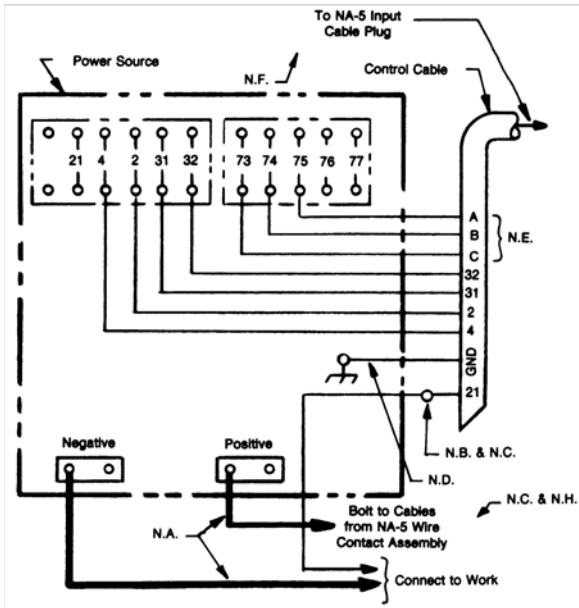 To NA-5 Input
Cable Plug
Power Source
N.F.
Control Cable
21 4 2 31 32
73 74 75 76 77
A
B
C
N.E.
32
31
2
4
GND
21
Negative
Positive
N.B. & N.C.
N.D.
N.C. & N.H.
N.A.
Bolt to Cables
from NA-5 Wire
Contact Assembly
Connect to Work